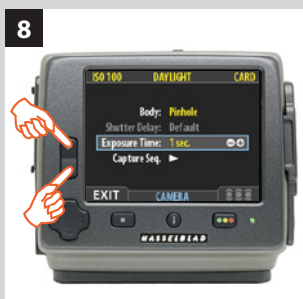 8
ISO 100 DAYLIGHT CARD
Body: Pinhole
Shutter Delay: Default
Exposure Time: 1 sec.
Capture Seq.
EXIT CAMERA
i
HASSELBLAD